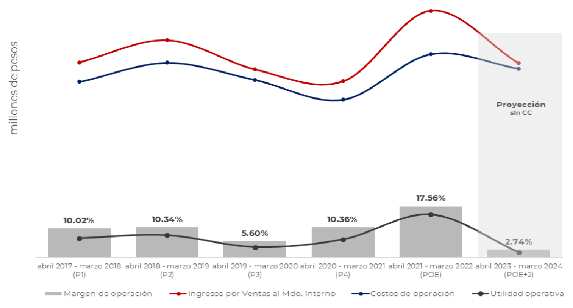 millones de pesos
Proyección
sin CC
10.02%
10.34%
5.60%
10.36%
17.56%
2.74%
abril 2017 - marzo 2018
(P1)
abril 2018 - marzo 2019
(P2)
abril 2019 - marzo 2020
(P3)
abril 2020 - marzo 2021
(P4)
abril 2021 - marzo 2022
(POE)
abril 2023 - marzo 2024
(POE+2)
Margen de operación
Ingresos por Ventas al Mdo. Interno
Costos de operación
Utilidad operativa